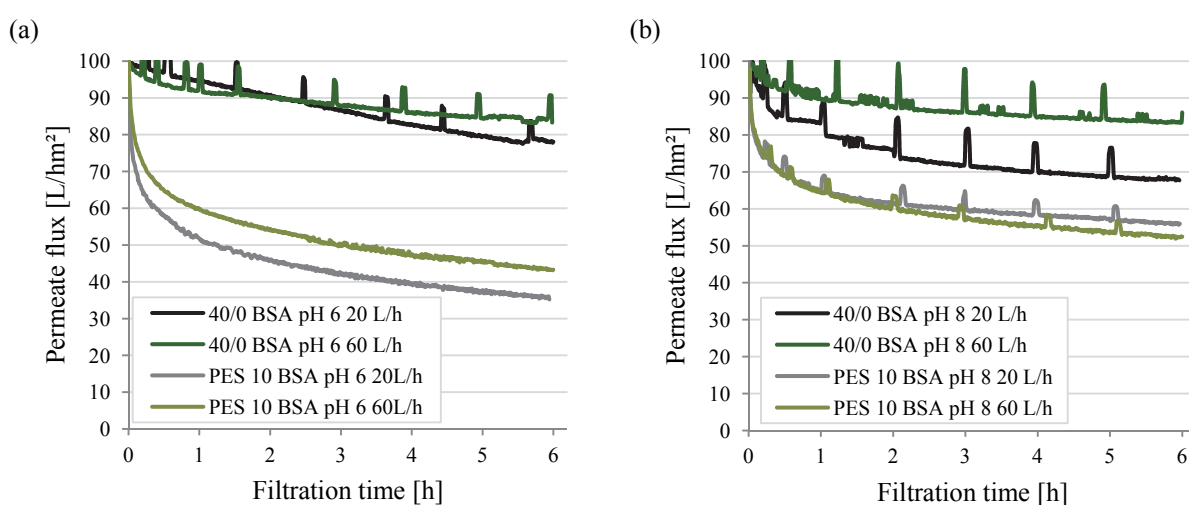 (a)
Permeate flux [L/hm²]
100
90
80
70
60
50
40
30
20
10
0
40/0 BSA pH 6 20 L/h
40/0 BSA pH 6 60 L/h
PES 10 BSA pH 6 20L/h
PES 10 BSA pH 6 60L/h
0 1 2 3 4 5 6
Filtration time [h]
(b)
Permeate flux [L/hm²]
100
90
80
70
60
50
40
30
20
10
0
40/0 BSA pH 8 20 L/h
40/0 BSA pH 8 60 L/h
PES 10 BSA pH 8 20 L/h
PES 10 BSA pH 8 60 L/h
0 1 2 3 4 5 6
Filtration time [h]